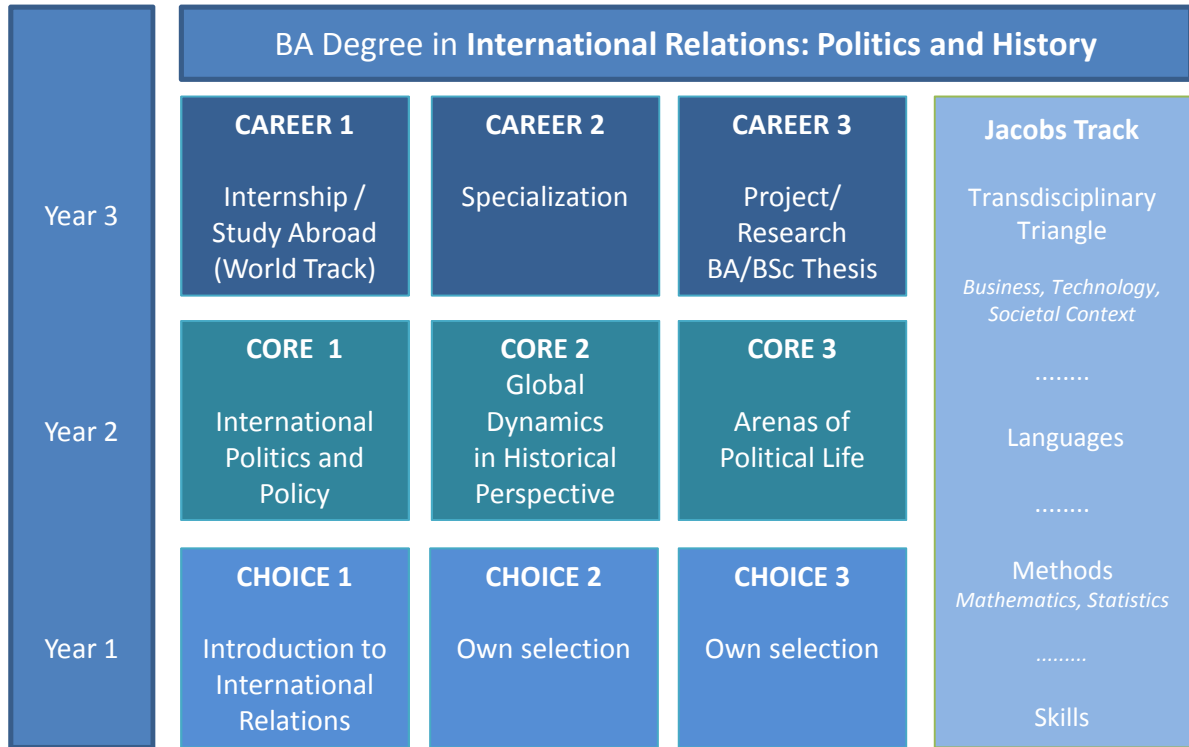 BA Degree in International Relations: Politics and History
Year 3
CAREER 1
Internship /
Study Abroad
(World Track)
CAREER 2
Specialization
CAREER 3
Project/
Research
BA/BSc Thesis
Year 2
CORE 1
International
Politics and
Policy
CORE 2
Global
Dynamics
in Historical
Perspective
CORE 3
Arenas of
Political Life
Year 1
CHOICE 1
Introduction to
International
Relations
CHOICE 2
Own selection
CHOICE 3
Own selection
Jacobs Track
Transdisciplinary
Triangle
Business, Technology,
Societal Context
........
Languages
........
Methods
Mathematics, Statistics
.........
Skills